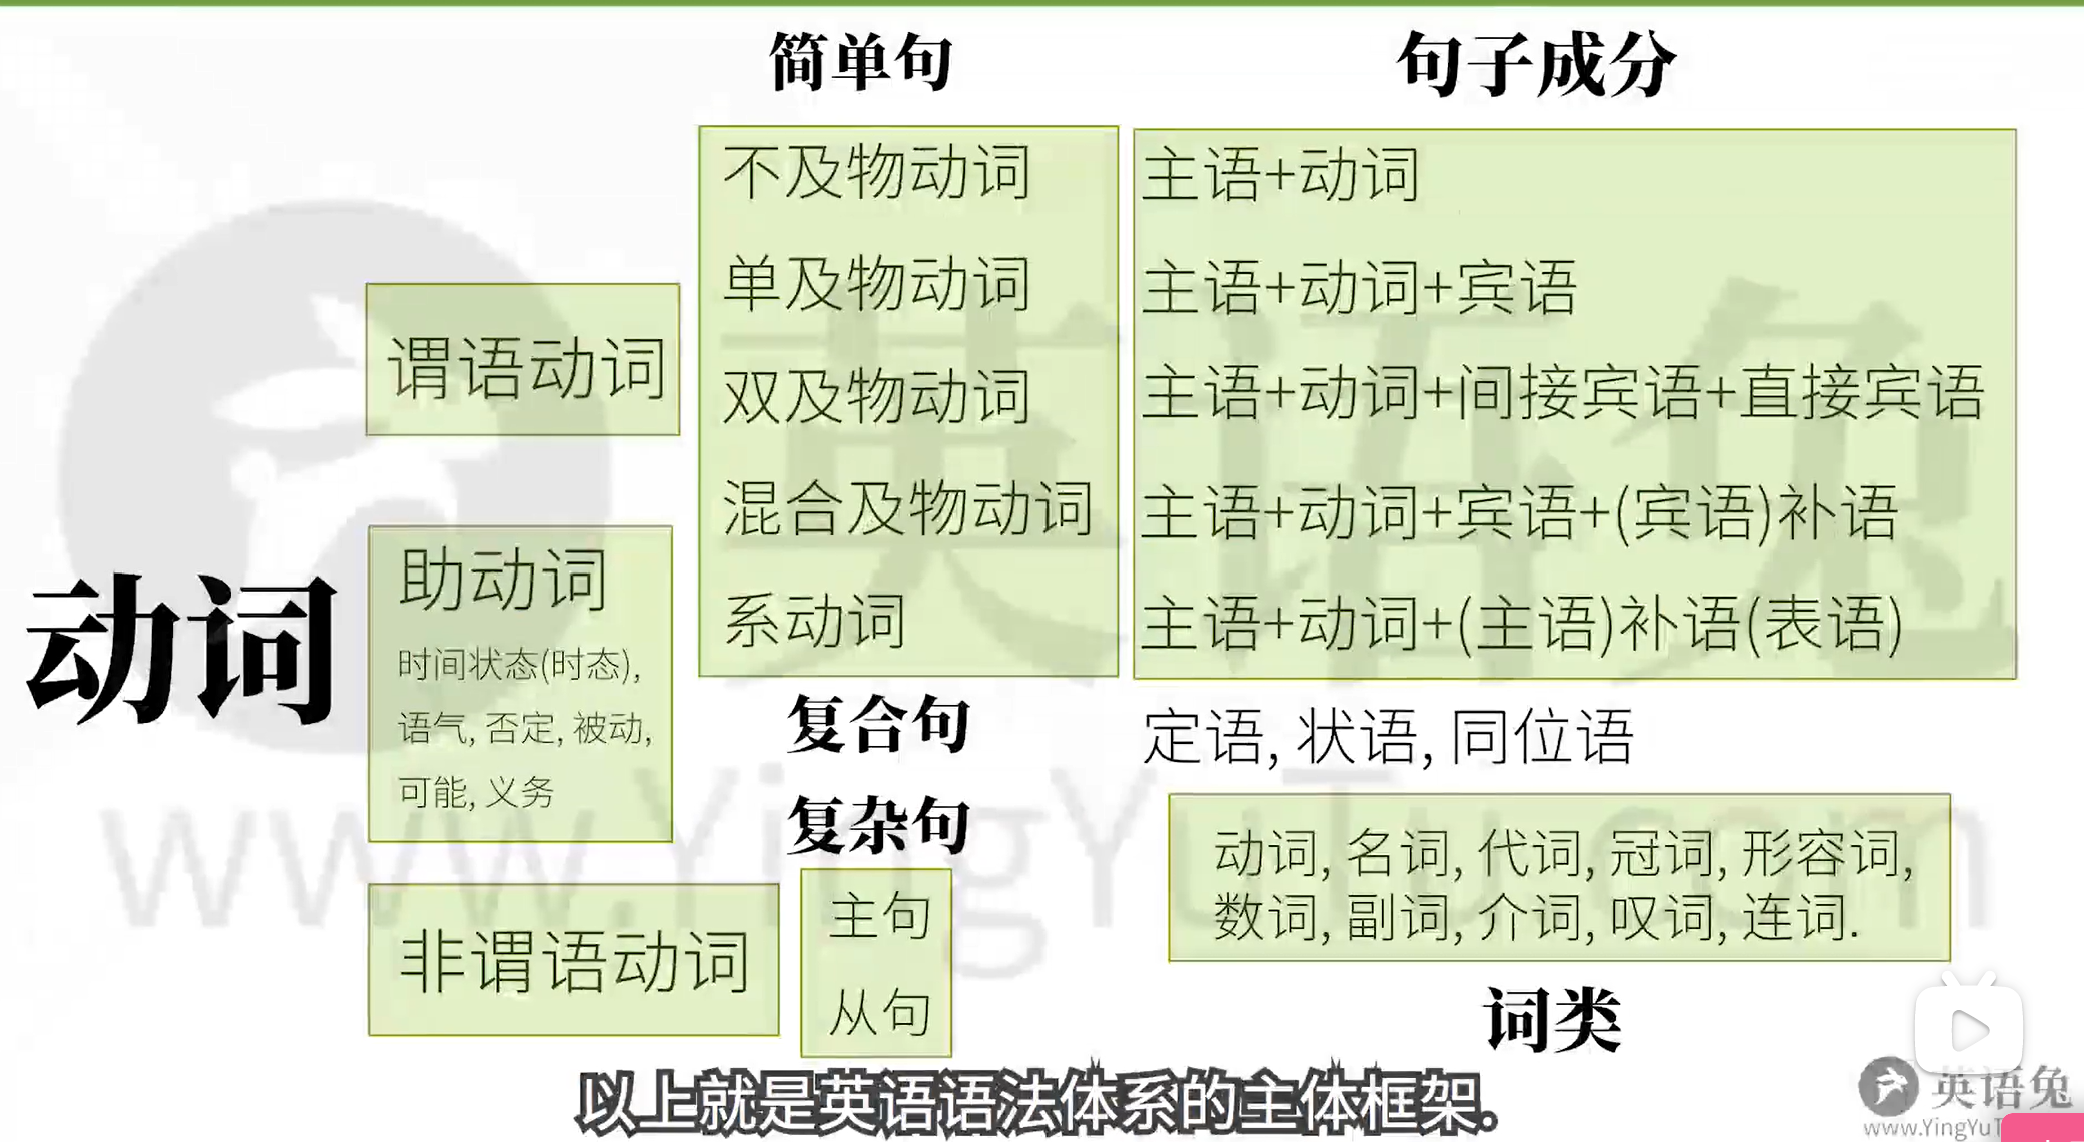 简单句
句子成分
不及物动词
主语+动词
单及物动词
主语+动词+宾语
谓语动词
双及物动词
主语+动词+间接宾语+直接宾语
混合及物动词
主语+动词+宾语+(宾语)补语
动词
助动词
时间状态(时态),
语气, 否定, 被动,
可能, 义务
系动词
主语+动词+(主语)补语(表语)
复合句
定语, 状语, 同位语
复杂句
主句
从句
动词, 名词, 代词, 冠词, 形容词,
数词, 副词, 介词, 叹词, 连词.
非谓语动词
词类
以上就是英语语法体系的主体框架.
英语兔
www.YingYuTu.com
英语兔
www.YingYuT